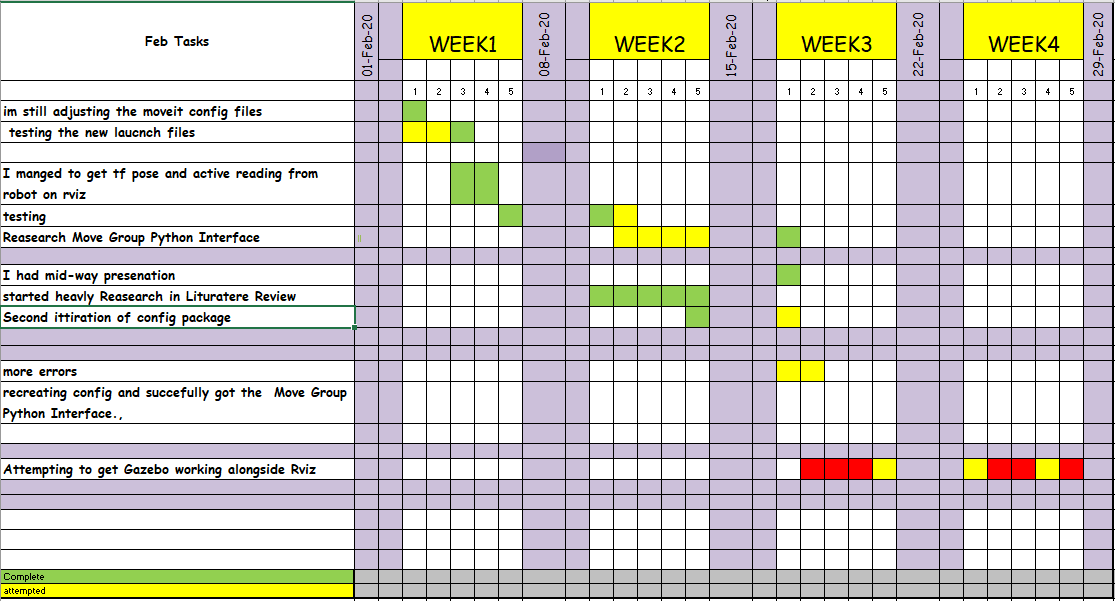 Feb Tasks
01-Feb-20
WEEK1
08-Feb-20
WEEK2
15-Feb-20
WEEK3
22-Feb-20
WEEK4
29-Feb-20
1 2 3 4 5 1 2 3 4 5 1 2 3 4 5 1 2 3 4 5
im still adjusting the moveit config files
testing the new laucnch files
I manged to get tf pose and active reading from
robot on rviz
testing
Reasearch Move Group Python Interface
I had mid-way presenation
started heavly Reasearch in Lituratere Review
Second ittiration of config package
more errors
recreating config and succefully got the Move Group
Python Interface.,
Attempting to get Gazebo working alongside Rviz
Complete
attempted